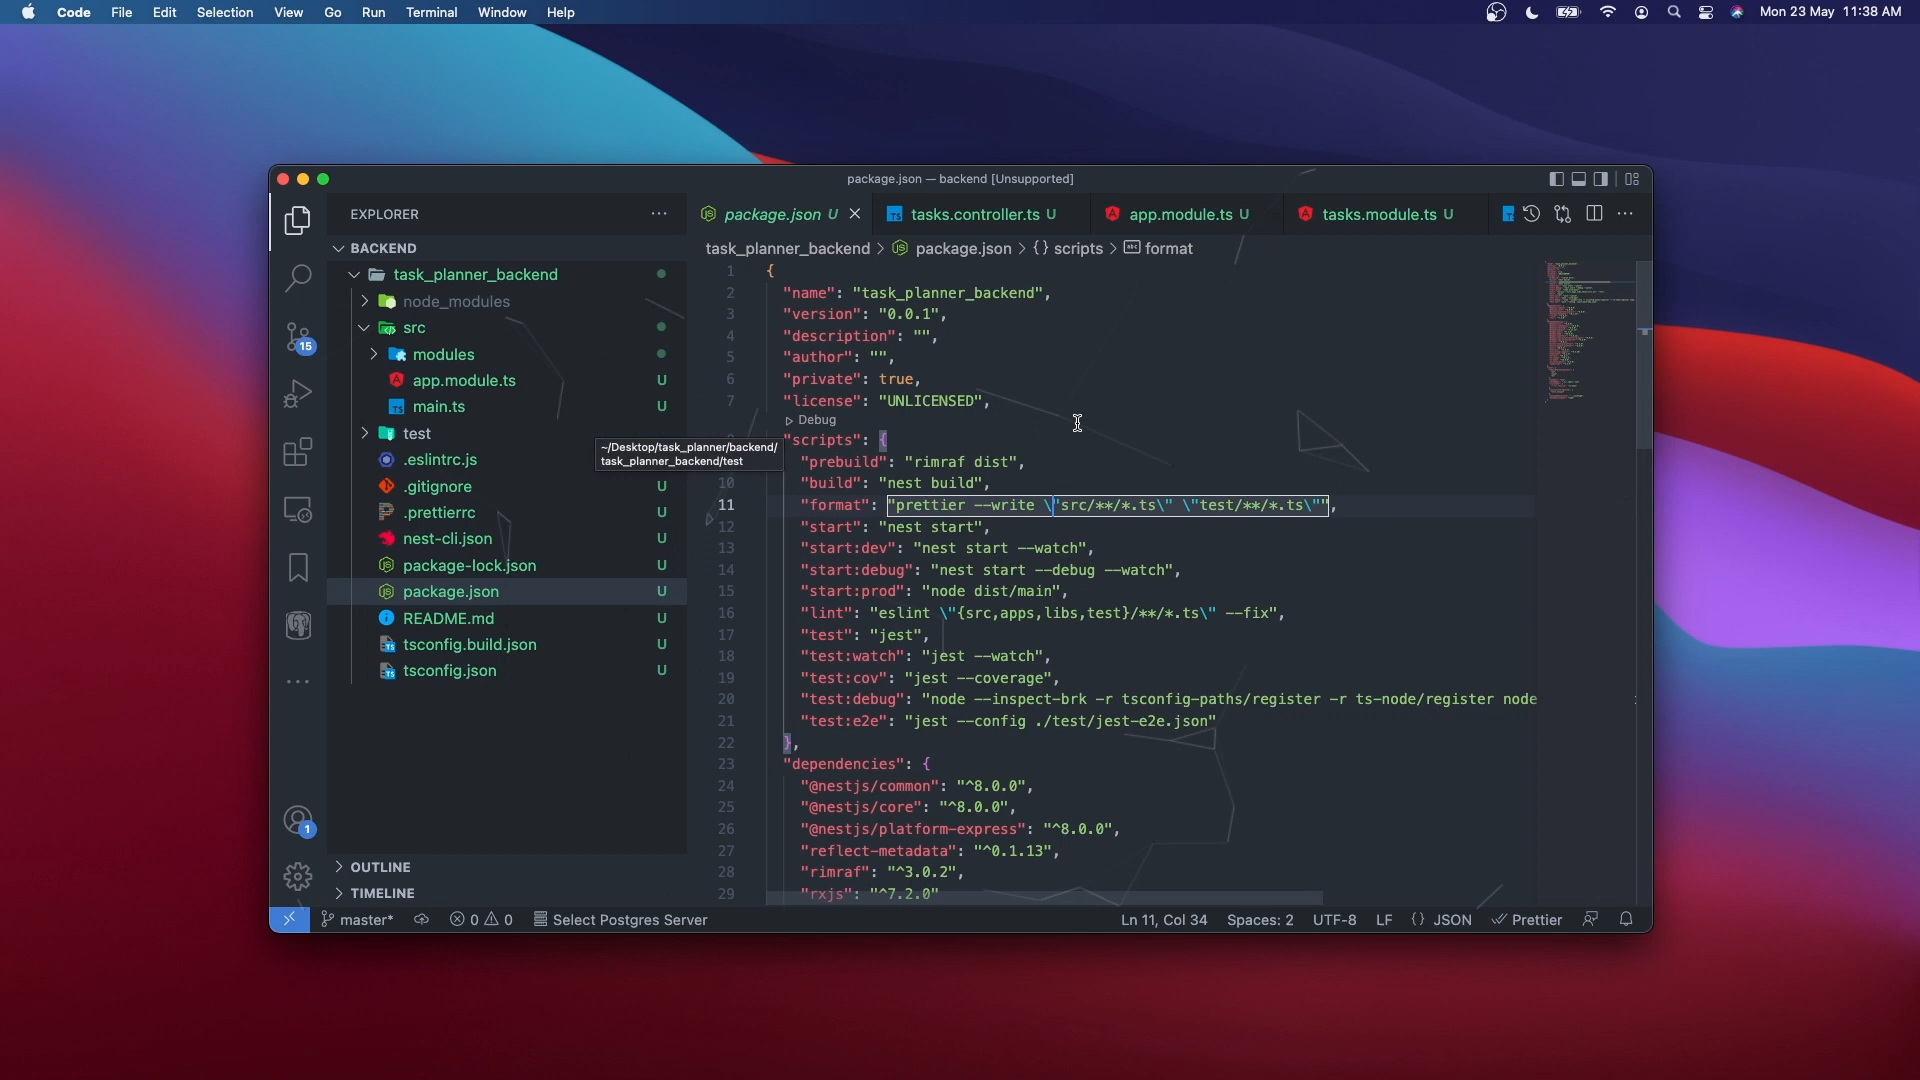 Code File Edit Selection View Go Run Terminal Window Help Mon 23 May 11:38 AM
package.json — backend [Unsupported]
EXPLORER
package.json U
tasks.controller.ts U
app.module.ts U
tasks.module.ts U
BACKEND
task_planner_backend
node_modules
src
modules
app.module.ts U
main.ts U
test
.eslintrc.js
.gitignore U
.prettierrc U
nest-cli.json U
package-lock.json U
package.json U
README.md U
tsconfig.build.json U
tsconfig.json U
OUTLINE
TIMELINE
15
1
~/Desktop/task_planner/backend/
task_planner_backend/test
task_planner_backend > package.json > {} scripts > format
1 {
2 "name": "task_planner_backend",
3 "version": "0.0.1",
4 "description": "",
5 "author": "",
6 "private": true,
7 "license": "UNLICENSED",
Debug
"scripts": {
"prebuild": "rimraf dist",
10 "build": "nest build",
11 "format": "prettier --write \"src/**/*.ts\" \"test/**/*.ts\"",
12 "start": "nest start",
13 "start:dev": "nest start --watch",
14 "start:debug": "nest start --debug --watch",
15 "start:prod": "node dist/main",
16 "lint": "eslint \"{src,apps,libs,test}/**/*.ts\" --fix",
17 "test": "jest",
18 "test:watch": "jest --watch",
19 "test:cov": "jest --coverage",
20 "test:debug": "node --inspect-brk -r tsconfig-paths/register -r ts-node/register node
21 "test:e2e": "jest --config ./test/jest-e2e.json"
22 },
23 "dependencies": {
24 "@nestjs/common": "^8.0.0",
25 "@nestjs/core": "^8.0.0",
26 "@nestjs/platform-express": "^8.0.0",
27 "reflect-metadata": "^0.1.13",
28 "rimraf": "^3.0.2",
29 "rxjs": "^7.2.0"
master* 0 0 Select Postgres Server Ln 11, Col 34 Spaces: 2 UTF-8 LF {} JSON Prettier